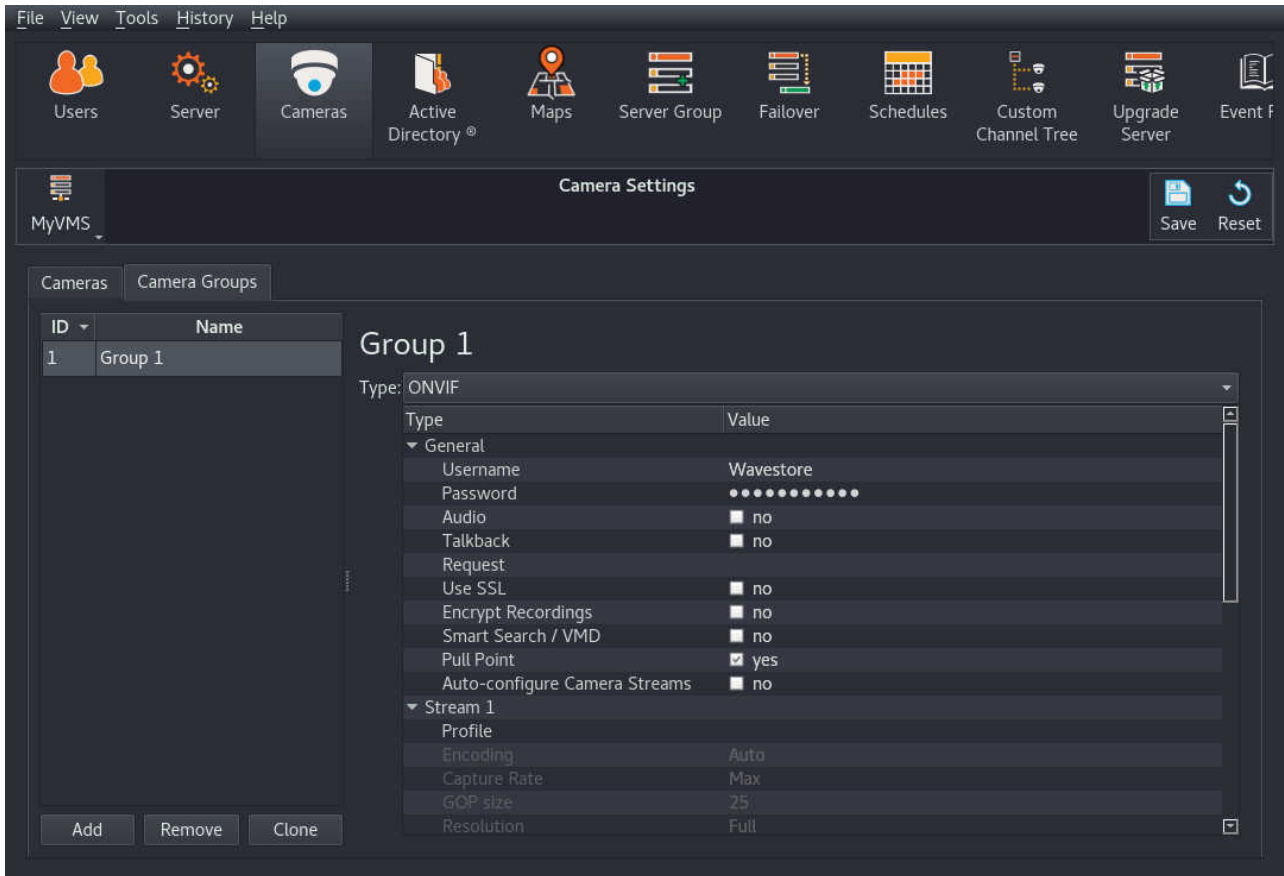 File View Tools History Help
Users Server Cameras Active Directory ® Maps Server Group Failover Schedules Custom Channel Tree Upgrade Server Event
MyVMS Camera Settings Save Reset
Cameras Camera Groups
ID Name
1 Group 1
Group 1
Type: ONVIF
Type Value
General
Username Wavestore
Password ●●●●●●●●●●●
Audio no
Talkback no
Request
Use SSL no
Encrypt Recordings no
Smart Search / VMD no
Pull Point yes
Auto-configure Camera Streams no
Stream 1
Profile
Encoding Auto
Capture Rate Max
GOP size 25
Resolution Full
Add Remove Clone